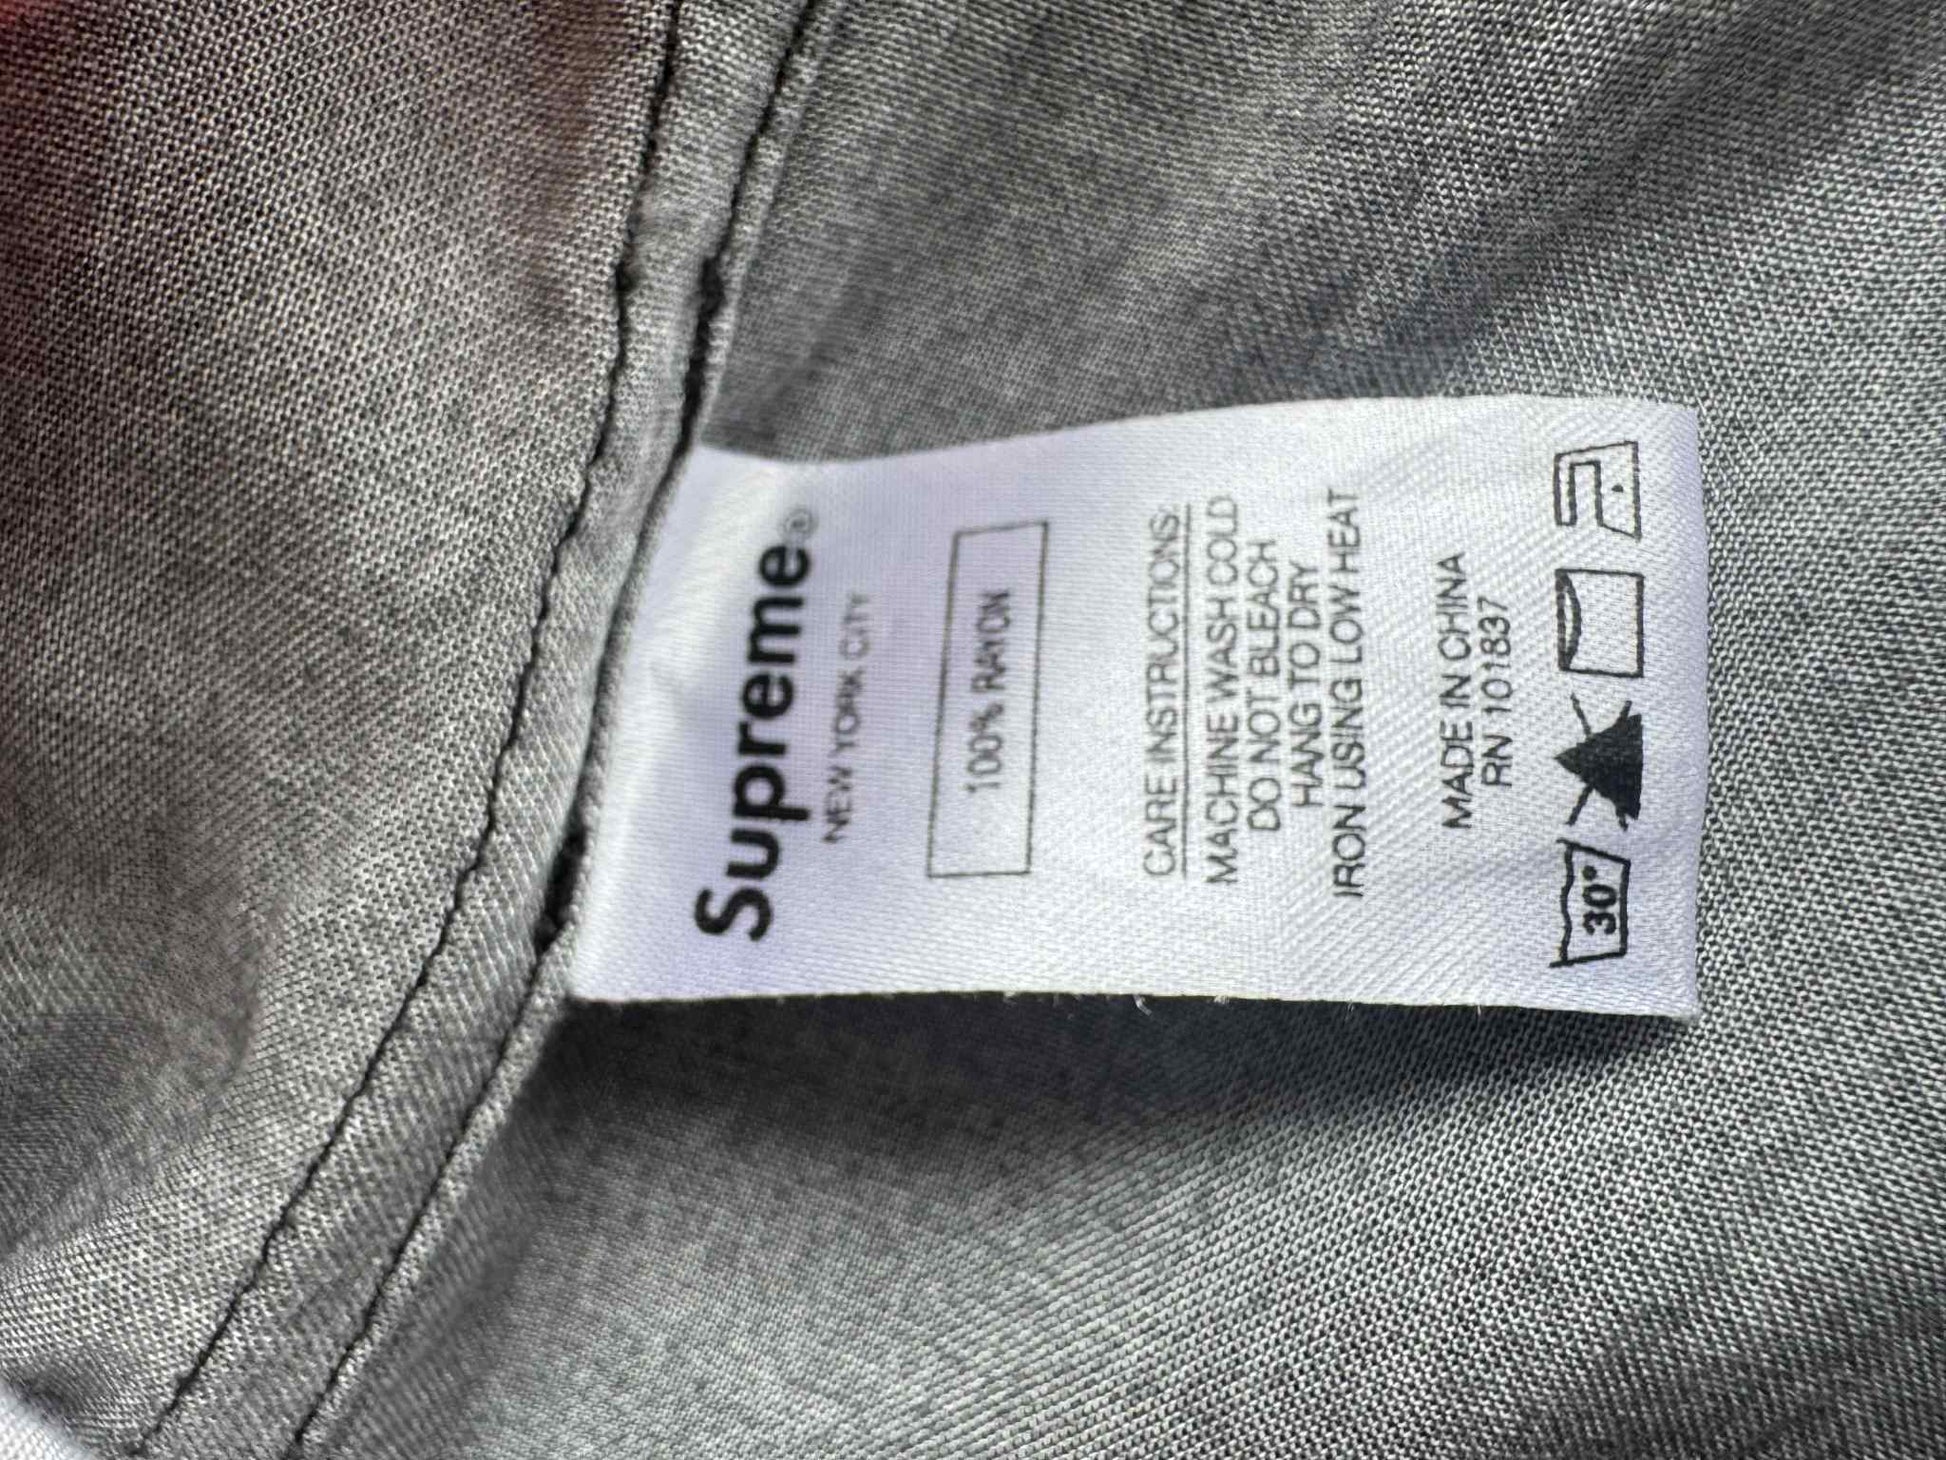 Supreme®
NEW YORK CITY
100% RAYON
CARE INSTRUCTIONS:
MACHINE WASH COLD
DO NOT BLEACH
HANG TO DRY
IRON USING LOW HEAT
MADE IN CHINA
RN 101837
30°